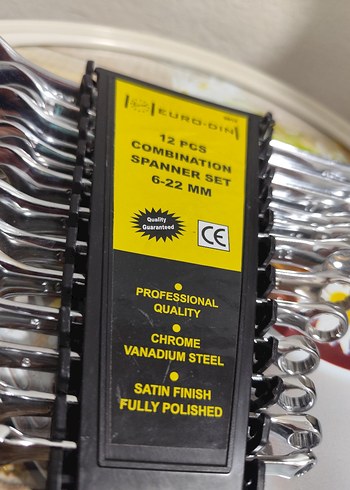 EURO-DIN
12 PCS
COMBINATION
SPANNER SET
6-22 MM
Quality
Guaranteed
CE
PROFESSIONAL
QUALITY
CHROME
VANADIUM STEEL
SATIN FINISH
FULLY POLISHED